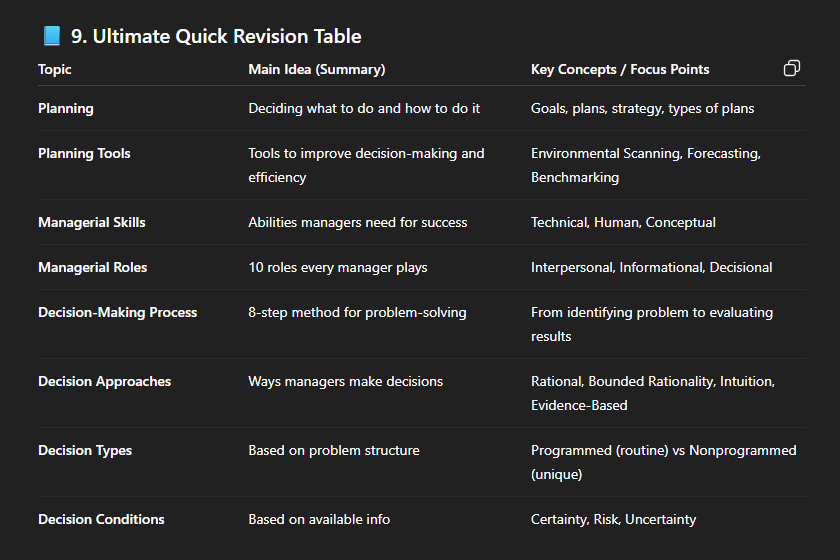 📘 9. Ultimate Quick Revision Table
Topic Main Idea (Summary) Key Concepts / Focus Points
Planning Deciding what to do and how to do it Goals, plans, strategy, types of plans
Planning Tools Tools to improve decision-making and Environmental Scanning, Forecasting,
efficiency Benchmarking
Managerial Skills Abilities managers need for success Technical, Human, Conceptual
Managerial Roles 10 roles every manager plays Interpersonal, Informational, Decisional
Decision-Making Process 8-step method for problem-solving From identifying problem to evaluating
results
Decision Approaches Ways managers make decisions Rational, Bounded Rationality, Intuition,
Evidence-Based
Decision Types Based on problem structure Programmed (routine) vs Nonprogrammed
(unique)
Decision Conditions Based on available info Certainty, Risk, Uncertainty